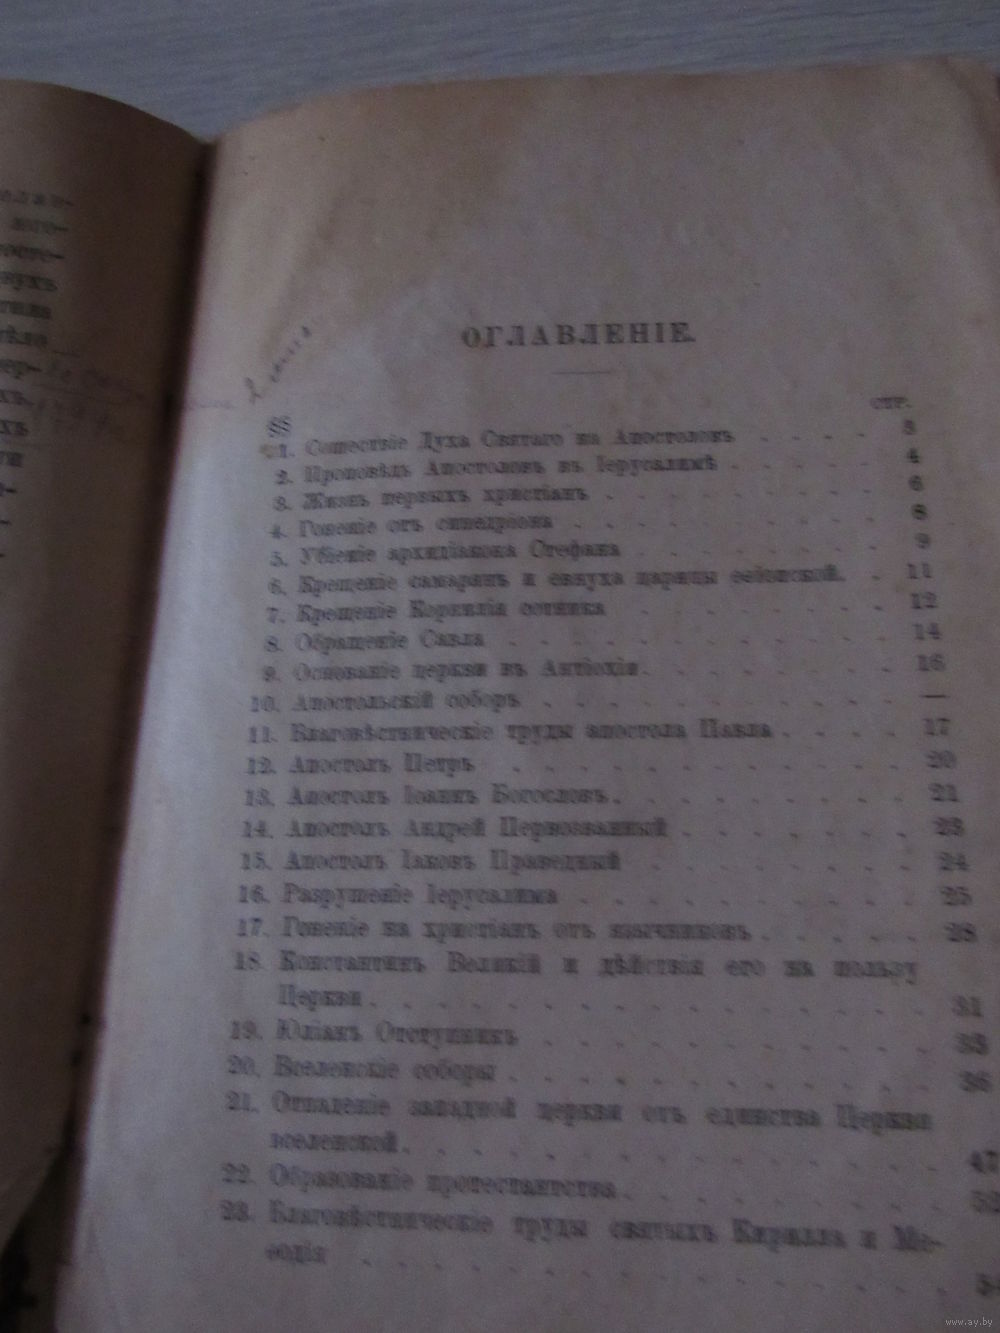 ОГЛАВЛЕНІЕ.
§§ стр.
1. Сошествіе Духа Святаго на Апостоловъ . . . . 3
2. Проповѣдь Апостоловъ въ Іерусалимѣ . . . . 4
3. Жизнь первыхъ христіанъ . . . . . . . 6
4. Гоненіе отъ синедріона . . . . . . . 8
5. Убіеніе архидіакона Стефана . . . . . . 9
6. Крещеніе самарянъ и евнуха царицы еѳіопской. . 11
7. Крещеніе Корнилія сотника . . . . . . . 12
8. Обращеніе Савла . . . . . . . . . 14
9. Основаніе церкви въ Антіохіи. . . . . . . 16
10. Апостольскій соборъ . . . . . . . . . —
11. Благовѣстническіе труды апостола Павла . . . . 17
12. Апостолъ Петръ . . . . . . . . . 20
13. Апостолъ Іоаннъ Богословъ. . . . . . . . 21
14. Апостолъ Андрей Первозванный . . . . . . 23
15. Апостолъ Іаковъ Праведный . . . . . . . 24
16. Разрушеніе Іерусалима . . . . . . . . 25
17. Гоненіе на христіанъ отъ язычниковъ . . . . . 28
18. Константинъ Великій и дѣйствія его на пользу
Церкви . . . . . . . . . . . . . 31
19. Юліанъ Отступникъ . . . . . . . . . 33
20. Вселенскіе соборы . . . . . . . . . . 36
21. Отпаденіе западной церкви отъ единства Церкви
вселенской. . . . . . . . . . . . . 47
22. Образованіе протестантства. . . . . . . . 
23. Благовѣстническіе труды святыхъ Кирилла и Ме-
ѳодія . . . . . . . . . . . . .
www.ay.by